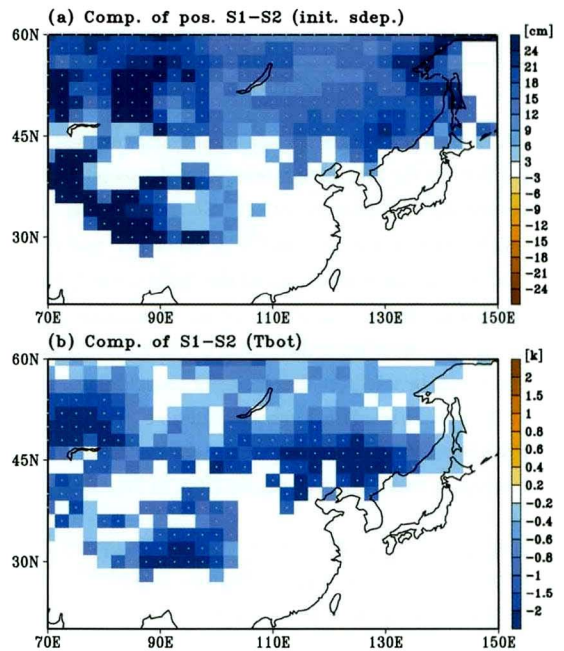 (a) Comp. of pos. S1-S2 (init. sdep.)
[cm]
60N
45N
30N
70E
90E
110E
130E
150E
24
21
18
15
12
9
6
3
-3
-6
-9
-12
-15
-18
-21
-24
(b) Comp. of S1-S2 (Tbot)
[k]
60N
45N
30N
70E
90E
110E
130E
150E
2
1.5
1
0.8
0.6
0.4
0.2
-0.2
-0.4
-0.6
-0.8
-1
-1.5
-2